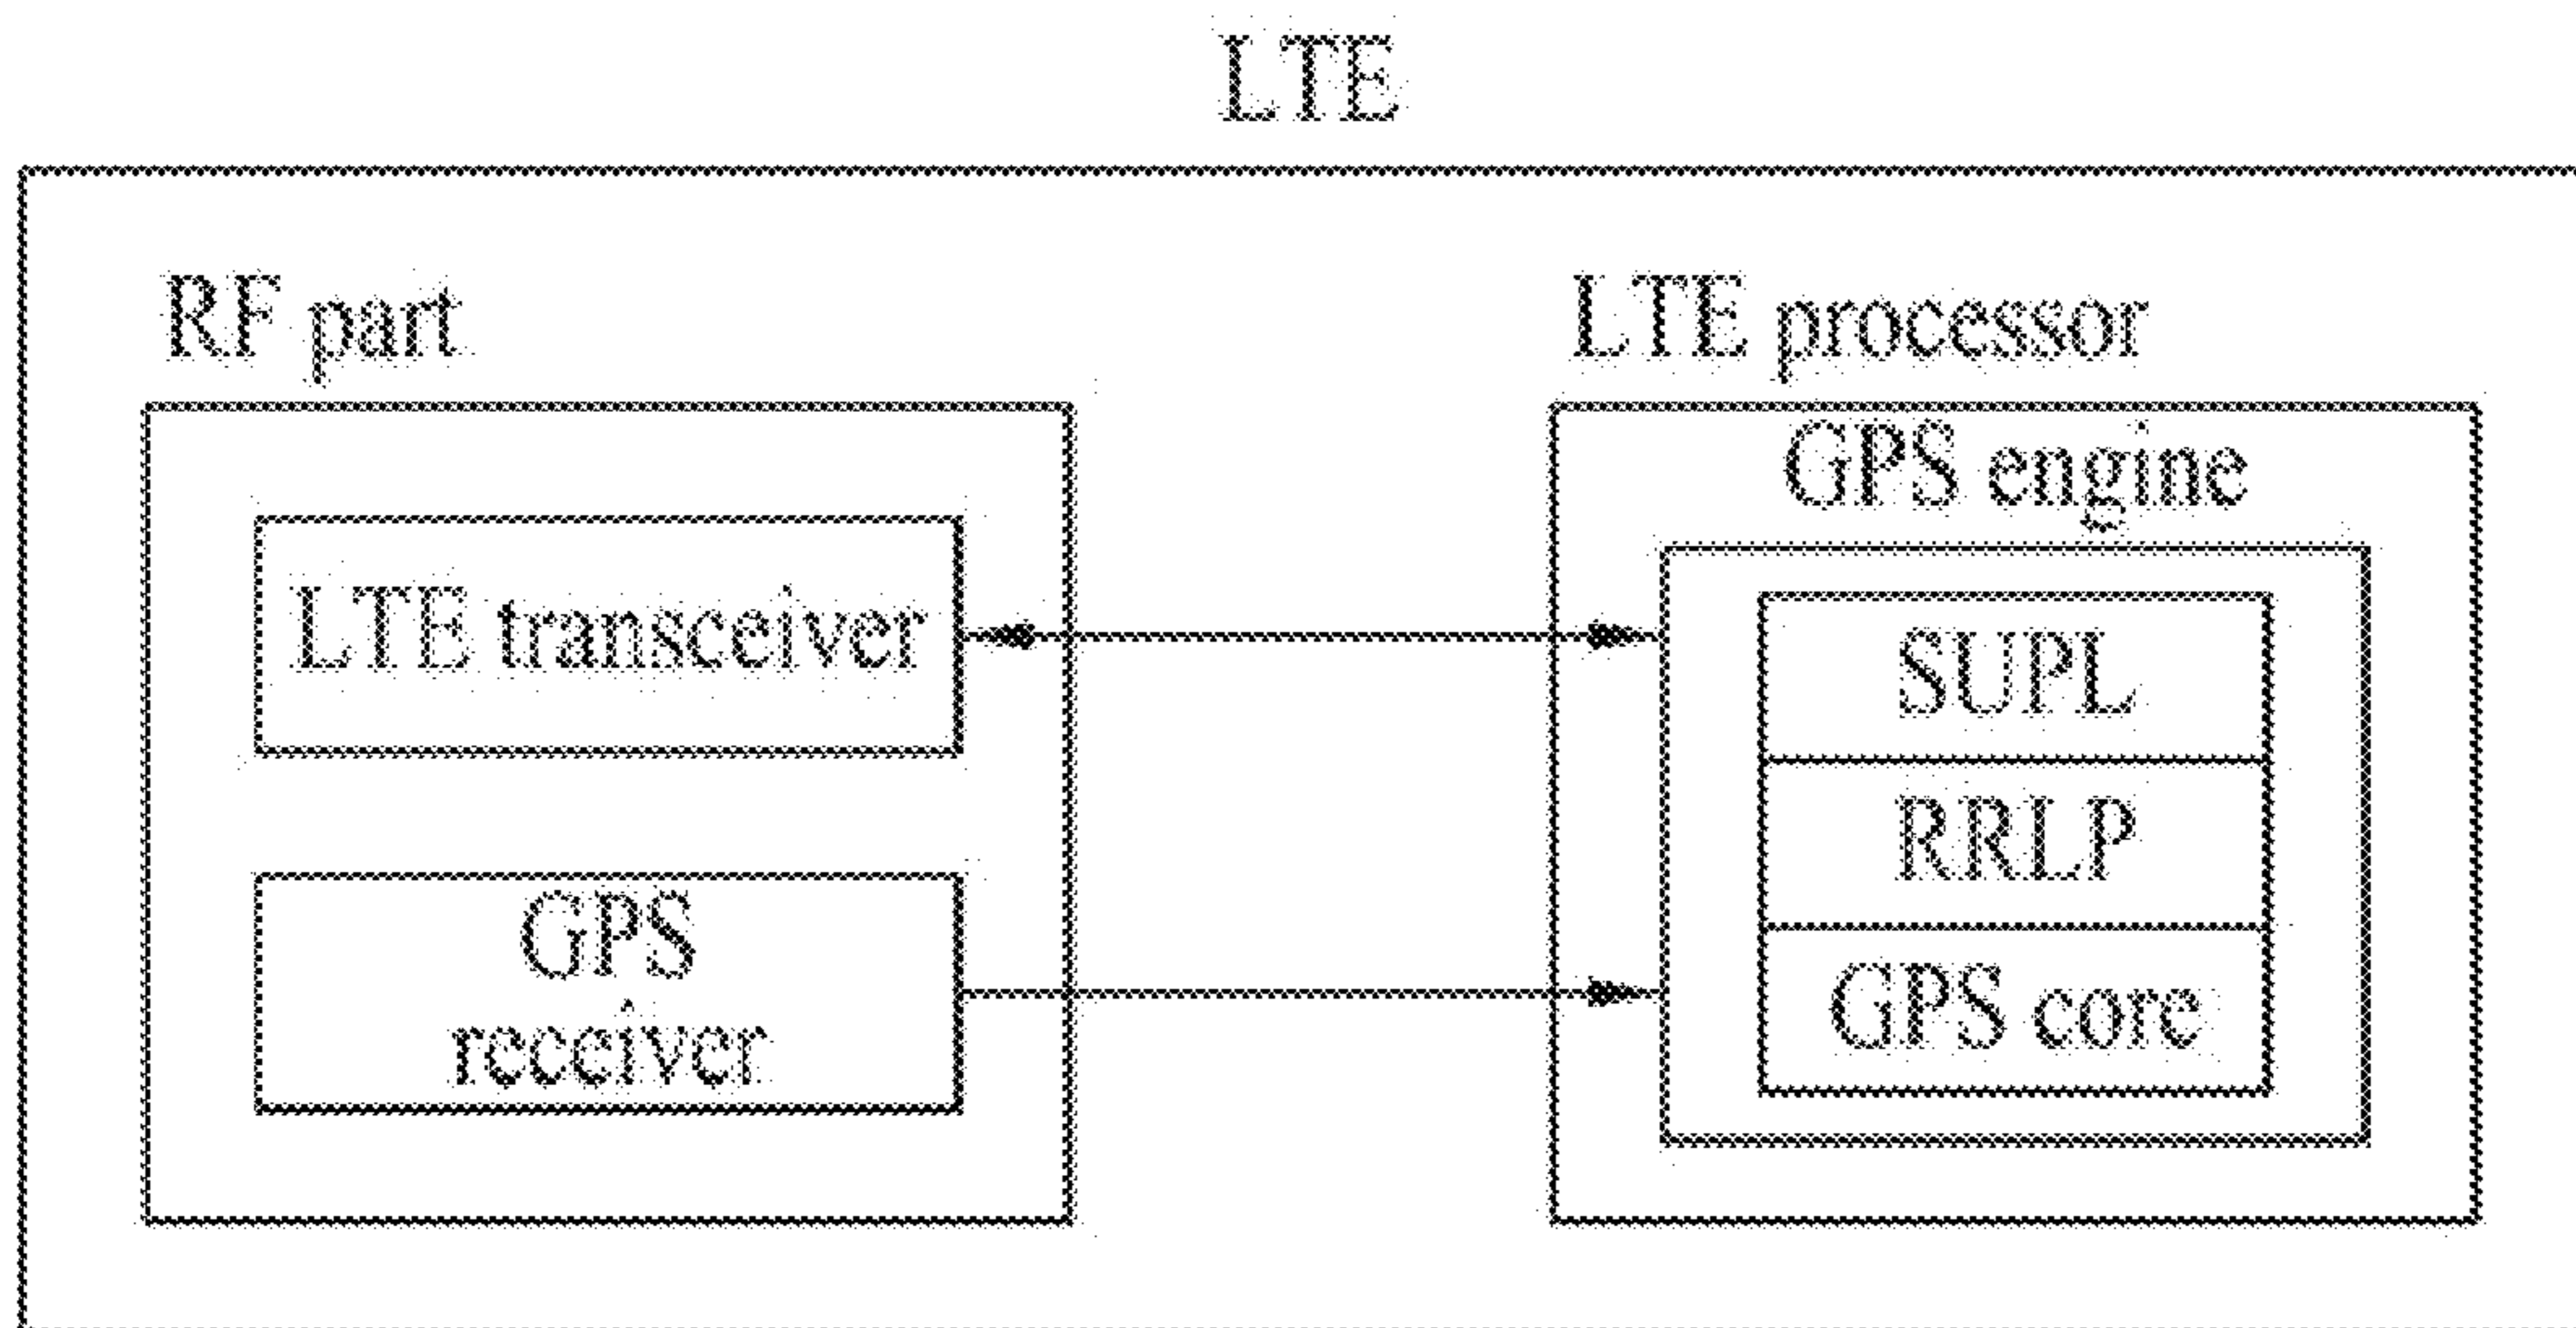 LTE
RF part
LTE transceiver
GPS
receiver
LTE processor
GPS engine
SUPL
RRLP
GPS core